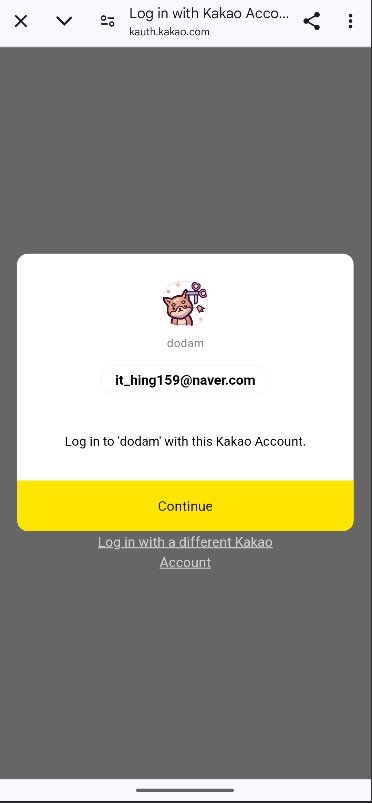 Log in with Kakao Acco...
kauth.kakao.com
dodam
it_hing159@naver.com
Log in to 'dodam' with this Kakao Account.
Continue
Log in with a different Kakao
Account